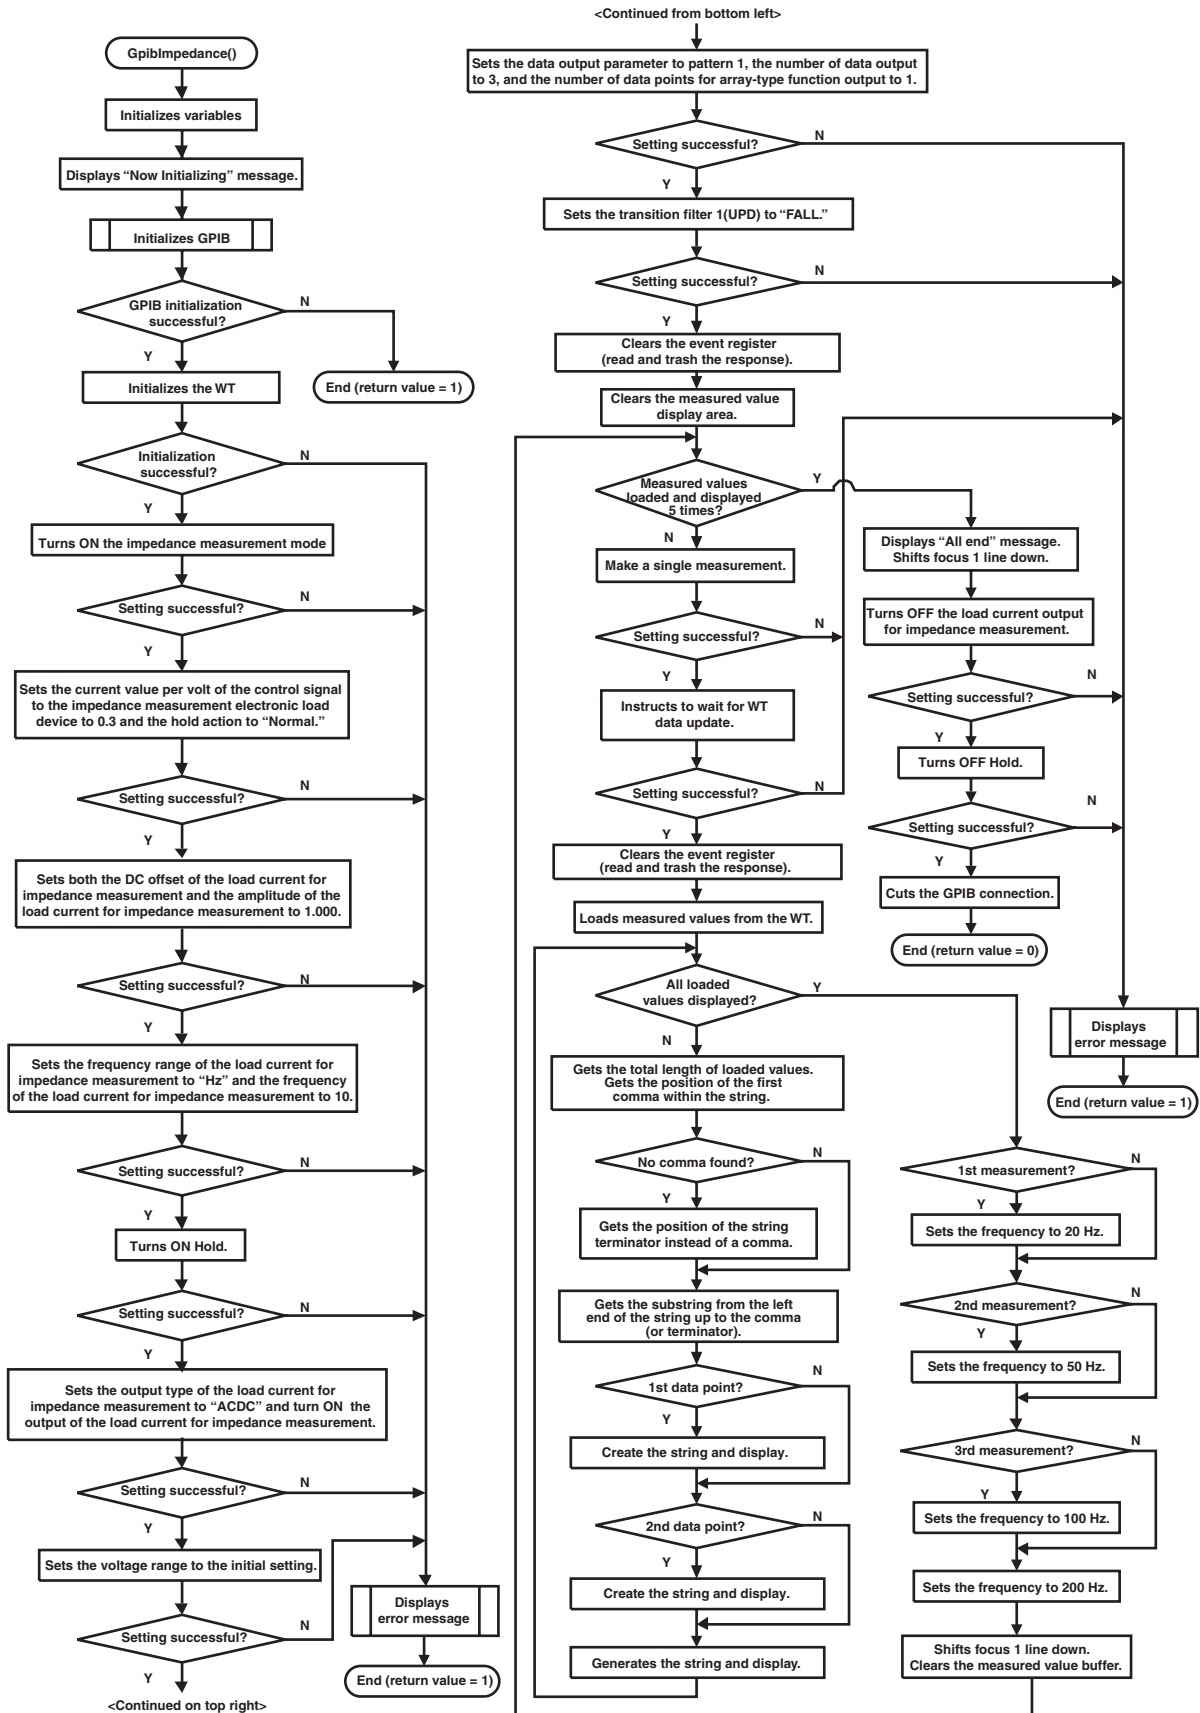 GpibImpedance()
Initializes variables
Displays “Now Initializing” message.
Initializes GPIB
GPIB initialization
successful?
N
Y
End (return value = 1)
Initializes the WT
Initialization
successful?
N
Y
Turns ON the impedance measurement mode
Setting successful?
N
Y
Sets the current value per volt of the control signal
to the impedance measurement electronic load
device to 0.3 and the hold action to “Normal.”
Setting successful?
N
Y
Sets both the DC offset of the load current for
impedance measurement and the amplitude of the
load current for impedance measurement to 1.000.
Setting successful?
N
Y
Sets the frequency range of the load current for
impedance measurement to “Hz” and the frequency
of the load current for impedance measurement to 10.
Setting successful?
N
Y
Turns ON Hold.
Setting successful?
N
Y
Sets the output type of the load current for
impedance measurement to “ACDC” and turn ON the
output of the load current for impedance measurement.
Setting successful?
N
Y
Sets the voltage range to the initial setting.
Setting successful?
N
Y
<Continued on top right>
Displays
error message
End (return value = 1)
<Continued from bottom left>
Sets the data output parameter to pattern 1, the number of data output
to 3, and the number of data points for array-type function output to 1.
Setting successful?
N
Y
Sets the transition filter 1(UPD) to “FALL.”
Setting successful?
N
Y
Clears the event register
(read and trash the response).
Clears the measured value
display area.
Measured values
loaded and displayed
5 times?
Y
N
Make a single measurement.
Setting successful?
N
Y
Instructs to wait for WT
data update.
Setting successful?
N
Y
Clears the event register
(read and trash the response).
Loads measured values from the WT.
All loaded
values displayed?
Y
N
Gets the total length of loaded values.
Gets the position of the first
comma within the string.
No comma found?
N
Y
Gets the position of the string
terminator instead of a comma.
Gets the substring from the left
end of the string up to the comma
(or terminator).
1st data point?
N
Y
Create the string and display.
2nd data point?
N
Y
Create the string and display.
Generates the string and display.
Displays “All end” message.
Shifts focus 1 line down.
Turns OFF the load current output
for impedance measurement.
Setting successful?
N
Y
Turns OFF Hold.
Setting successful?
N
Y
Cuts the GPIB connection.
End (return value = 0)
Displays
error message
End (return value = 1)
1st measurement?
N
Y
Sets the frequency to 20 Hz.
2nd measurement?
N
Y
Sets the frequency to 50 Hz.
3rd measurement?
N
Y
Sets the frequency to 100 Hz.
Sets the frequency to 200 Hz.
Shifts focus 1 line down.
Clears the measured value buffer.